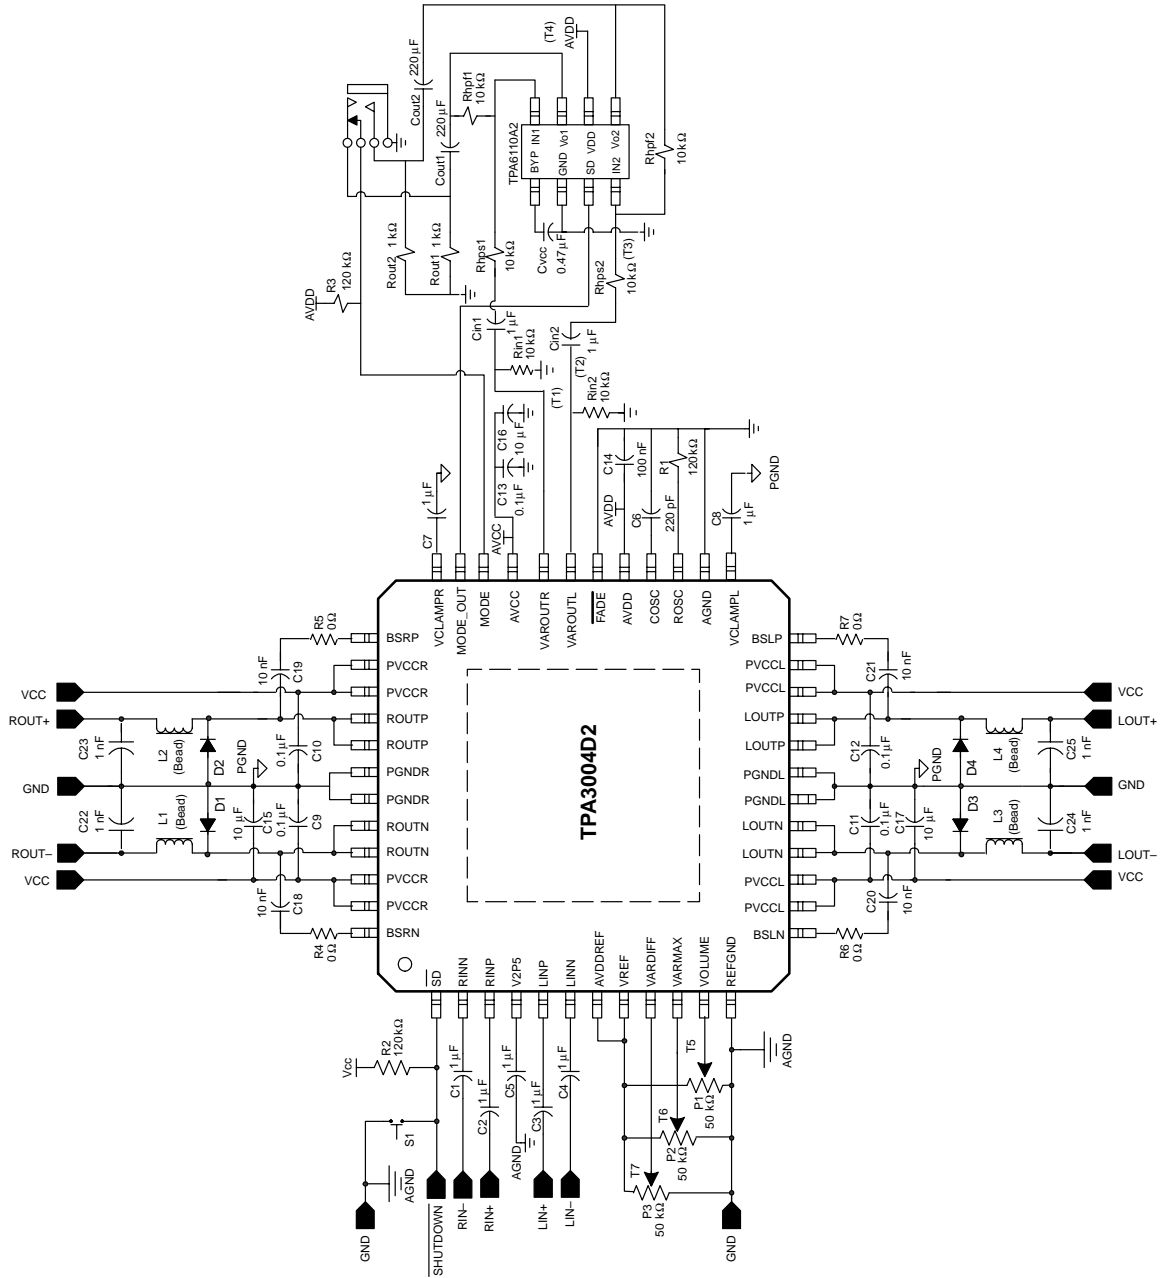 220 µF
Cout2
(T4)
AVDD
220 µF
Cout1
Rhpf1
10 kΩ
TPA6110A2
BYP IN1
GND Vo1
SD VDD
IN2 Vo2
Rhpf2
10 kΩ
AVDD
R3
120 kΩ
Rout2 1 kΩ
Rout1 1 kΩ
Rhps1
10 kΩ
Cvcc
0.47 µF
Rhps2
10 kΩ
(T3)
Cin1
1 µF
Rin1
10 kΩ
Cin2
1 µF
(T2)
(T1)
Rin2
10 kΩ
C7
1 µF
AVCC
C13
0.1µF
C16
10 µF
AVDD
C14
100 nF
C6
220 pF
R1
120kΩ
C8
1 µF
PGND
VCLAMPR
MODE_OUT
MODE
AVCC
VAROUTR
VAROUTL
FADE
AVDD
COSC
ROSC
AGND
VCLAMPL
VCC
ROUT+
GND
ROUT–
VCC
C23
1 nF
C22
1 nF
L2
(Bead)
L1
(Bead)
D2
D1
PGND
10 µF
C15
0.1µF
C10
0.1µF
C9
10 nF
C19
10 nF
C18
R5
0Ω
R4
0Ω
BSRP
PVCCR
PVCCR
ROUTP
ROUTP
PGNDR
PGNDR
ROUTN
ROUTN
PVCCR
PVCCR
BSRN
TPA3004D2
BSLP
PVCCL
PVCCL
LOUTP
LOUTP
PGNDL
PGNDL
LOUTN
LOUTN
PVCCL
PVCCL
BSLN
R7
0Ω
R6
0Ω
C21
10 nF
C20
10 nF
C12
0.1µF
C11
0.1µF
C17
10 µF
PGND
D4
D3
L4
(Bead)
L3
(Bead)
C25
1 nF
C24
1 nF
VCC
LOUT+
GND
LOUT–
VCC
SD
RINN
RINP
V2P5
LINP
LINN
AVDDREF
VREF
VARDIFF
VARMAX
VOLUME
REFGND
Vcc
R2
120kΩ
S1
AGND
GND
SHUTDOWN
RIN–
RIN+
LIN+
LIN–
C1
1 µF
C2
1 µF
C5
1 µF
AGND
C3
1 µF
C4
1 µF
T5
P1
50 kΩ
T6
P2
50 kΩ
T7
P3
50 kΩ
AGND
GND